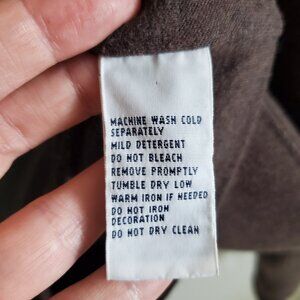 MACHINE WASH COLD
SEPARATELY
MILD DETERGENT
DO NOT BLEACH
REMOVE PROMPTLY
TUMBLE DRY LOW
WARM IRON IF NEEDED
DO NOT IRON
DECORATION
DO NOT DRY CLEAN